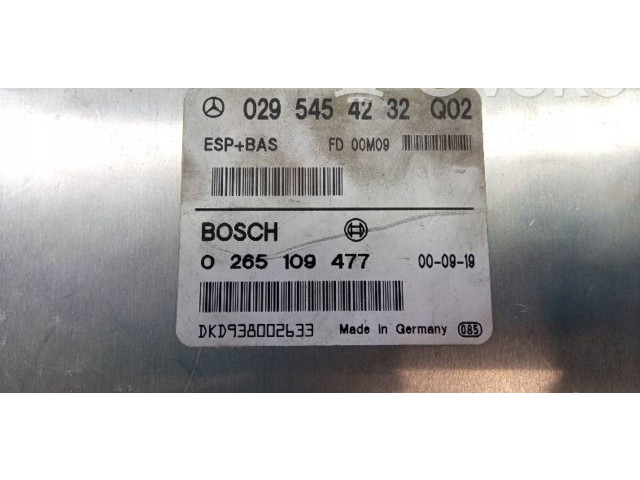 029 545 42 32 Q02
ESP+BAS FD 00M09
BOSCH
0 265 109 477 00-09-19
DKD938002633 Made in Germany 085